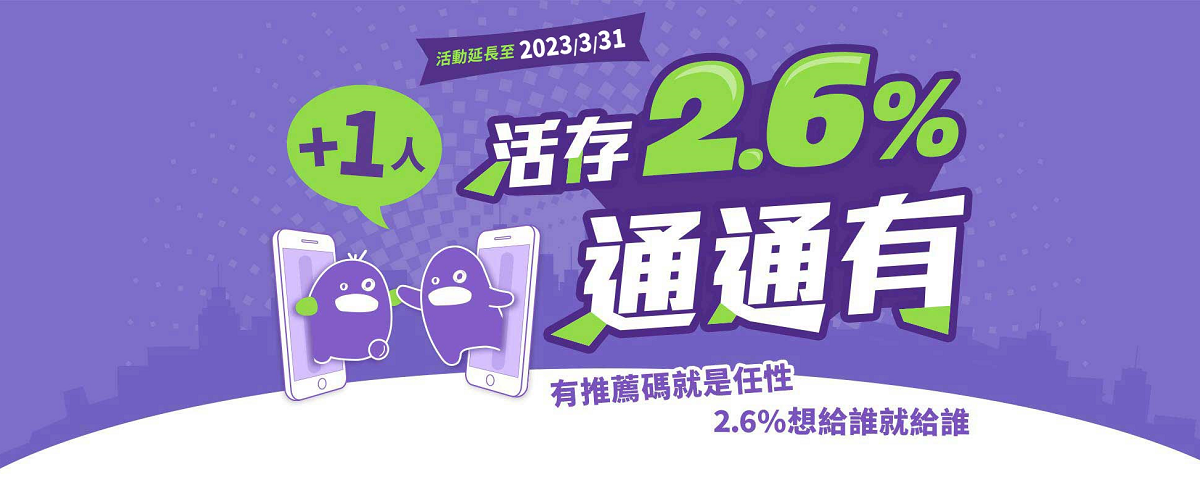 活動延長至 2023/3/31
+1人
活存2.6%
通通有
有推薦碼就是任性
2.6%想給誰就給誰